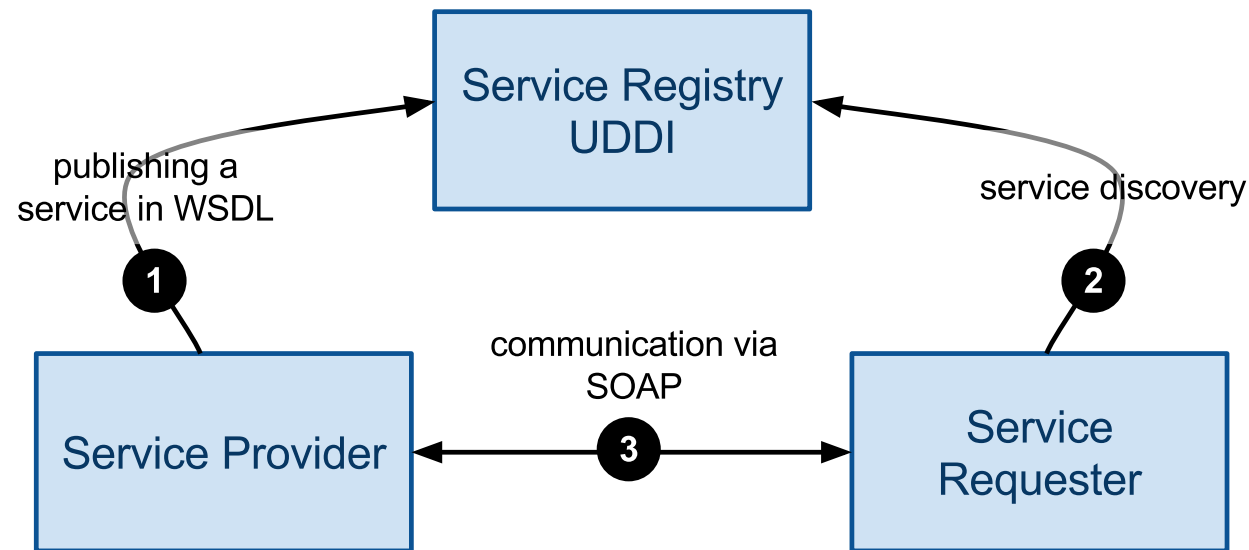 Service Registry
UDDI
publishing a
service in WSDL
service discovery
1
2
communication via
SOAP
3
Service Provider
Service
Requester